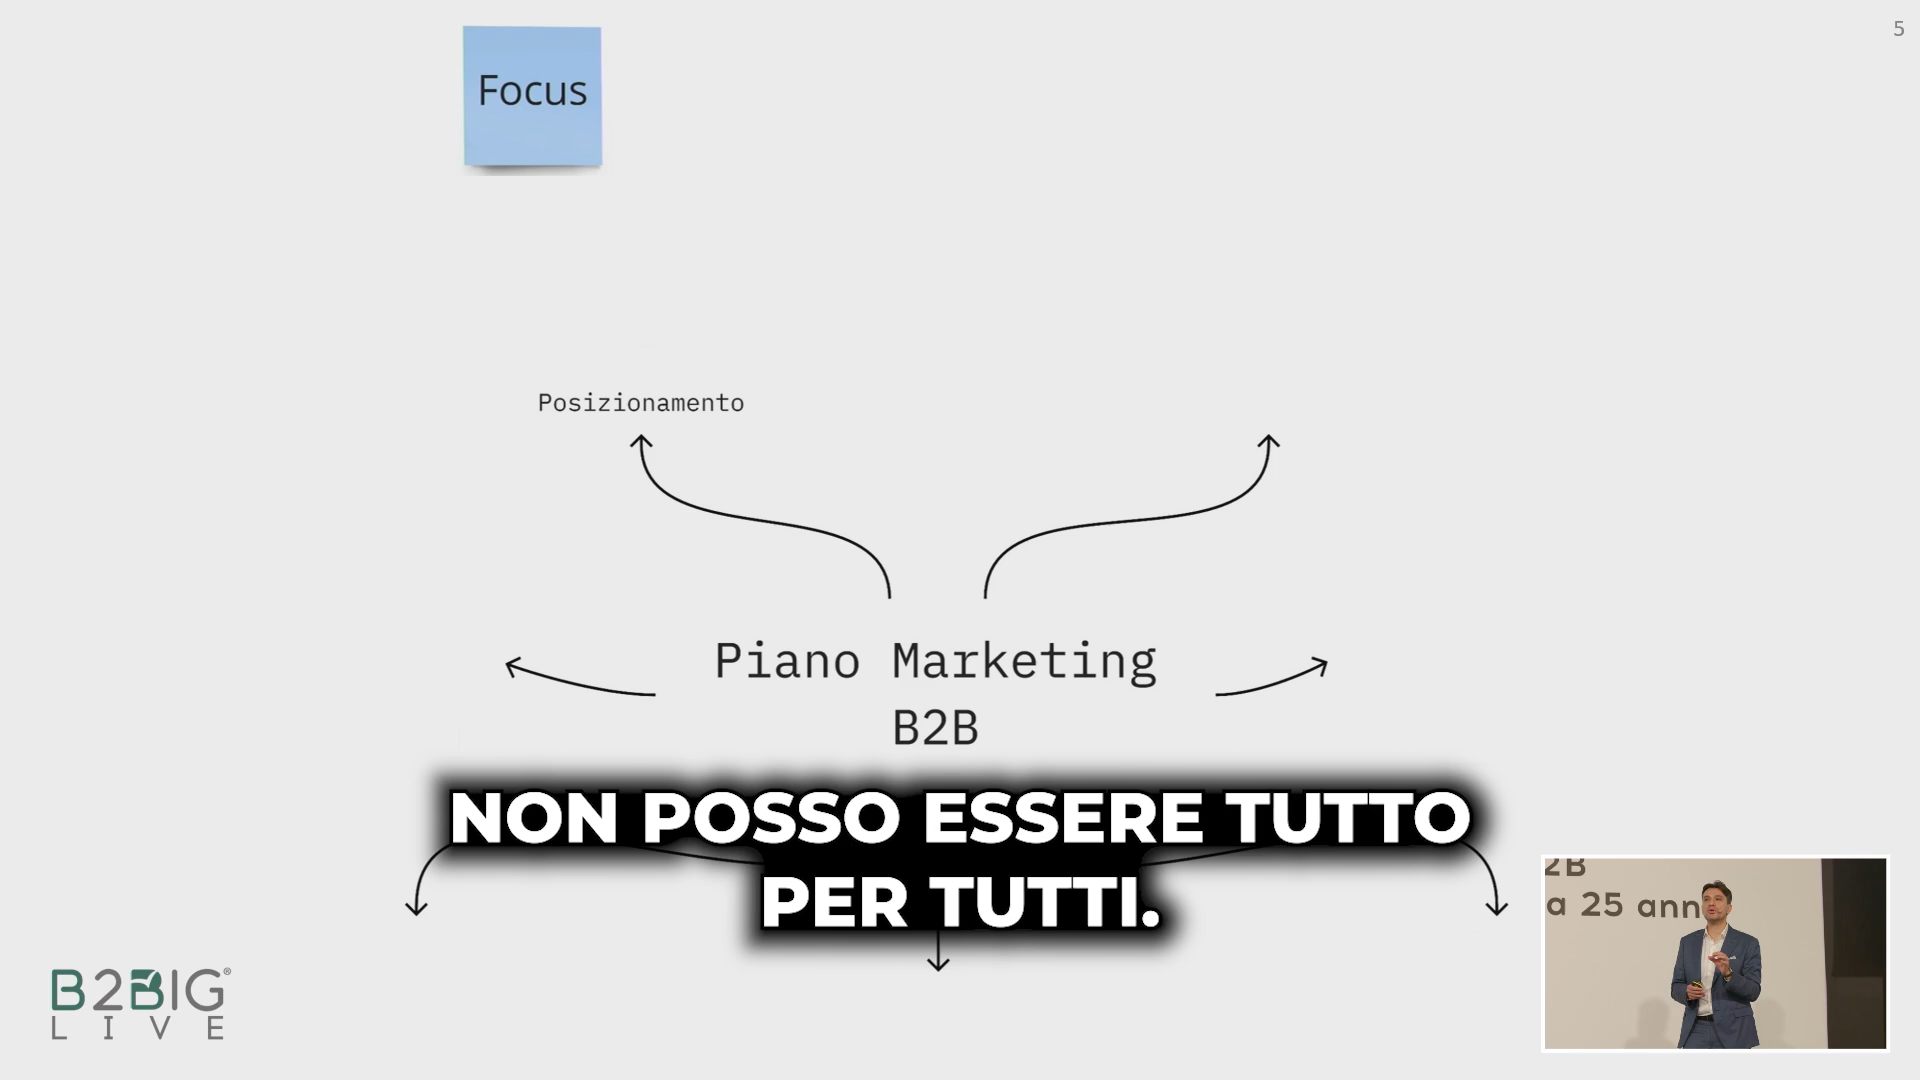 5
Focus
Posizionamento
Piano Marketing
B2B
NON POSSO ESSERE TUTTO
PER TUTTI.
B2BIG®
LIVE
2B
a 25 ann